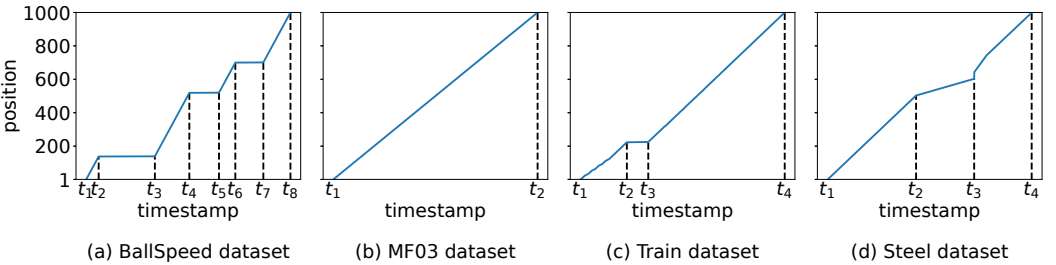 1000
800
600
400
200
1
position
t1 t2 t3 t4 t5 t6 t7 t8
timestamp
(a) BallSpeed dataset
t1 t2
timestamp
(b) MF03 dataset
t1 t2 t3 t4
timestamp
(c) Train dataset
t1 t2 t3 t4
timestamp
(d) Steel dataset